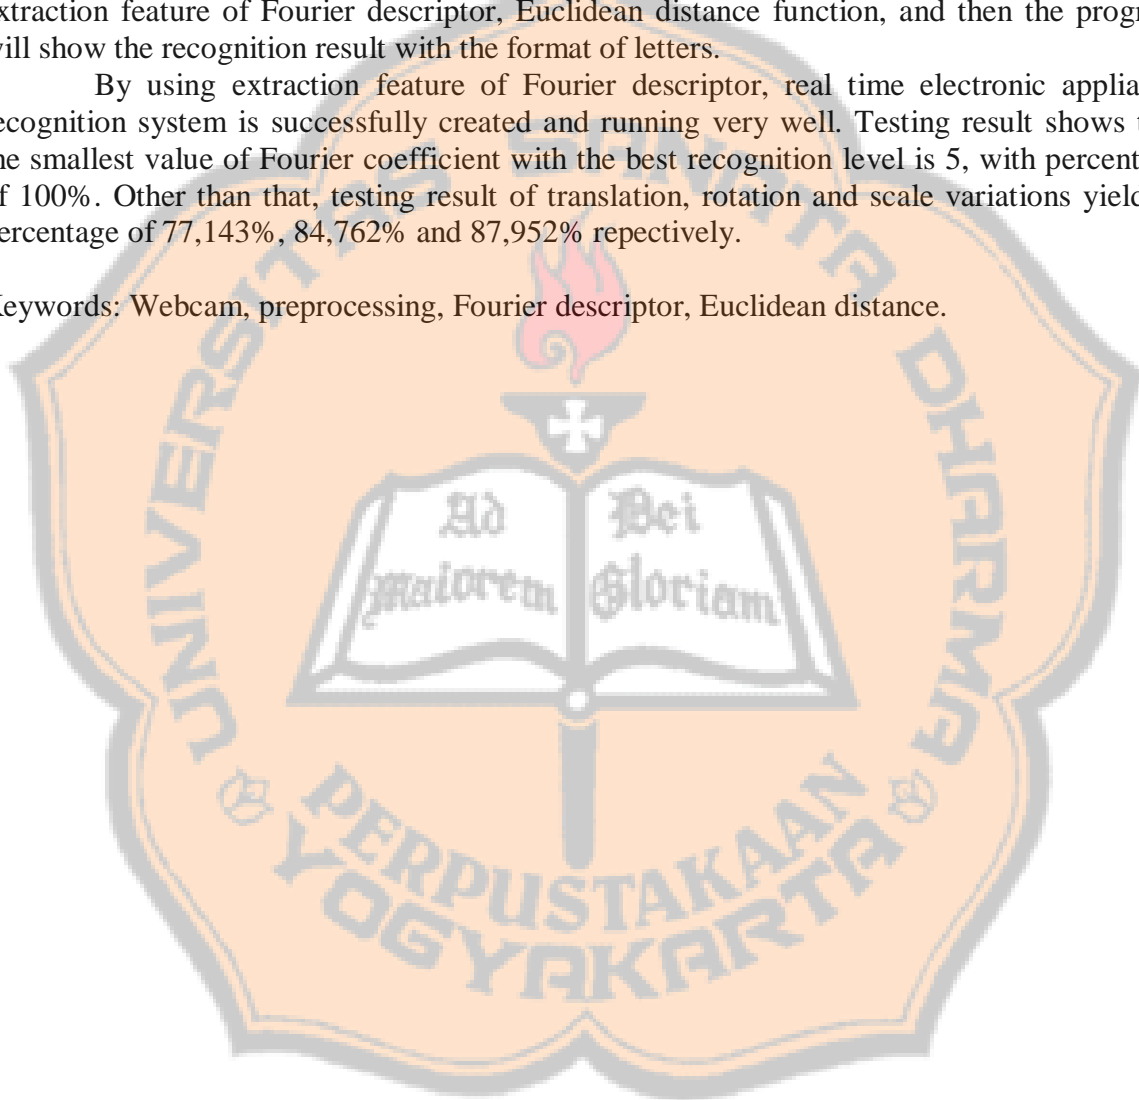 xtraction feature of Fourier descriptor, Euclidean distance function, and then the progr
will show the recognition result with the format of letters.
By using extraction feature of Fourier descriptor, real time electronic applia
ecognition system is successfully created and running very well. Testing result shows t
he smallest value of Fourier coefficient with the best recognition level is 5, with percent
f 100%. Other than that, testing result of translation, rotation and scale variations yield
ercentage of 77,143%, 84,762% and 87,952% repectively.
Keywords: Webcam, preprocessing, Fourier descriptor, Euclidean distance.
UNIVERSITAS SANATA DHARMA
Ad Dei
maiorem Gloriam
PERPUSTAKAAN
YOGYAKARTA